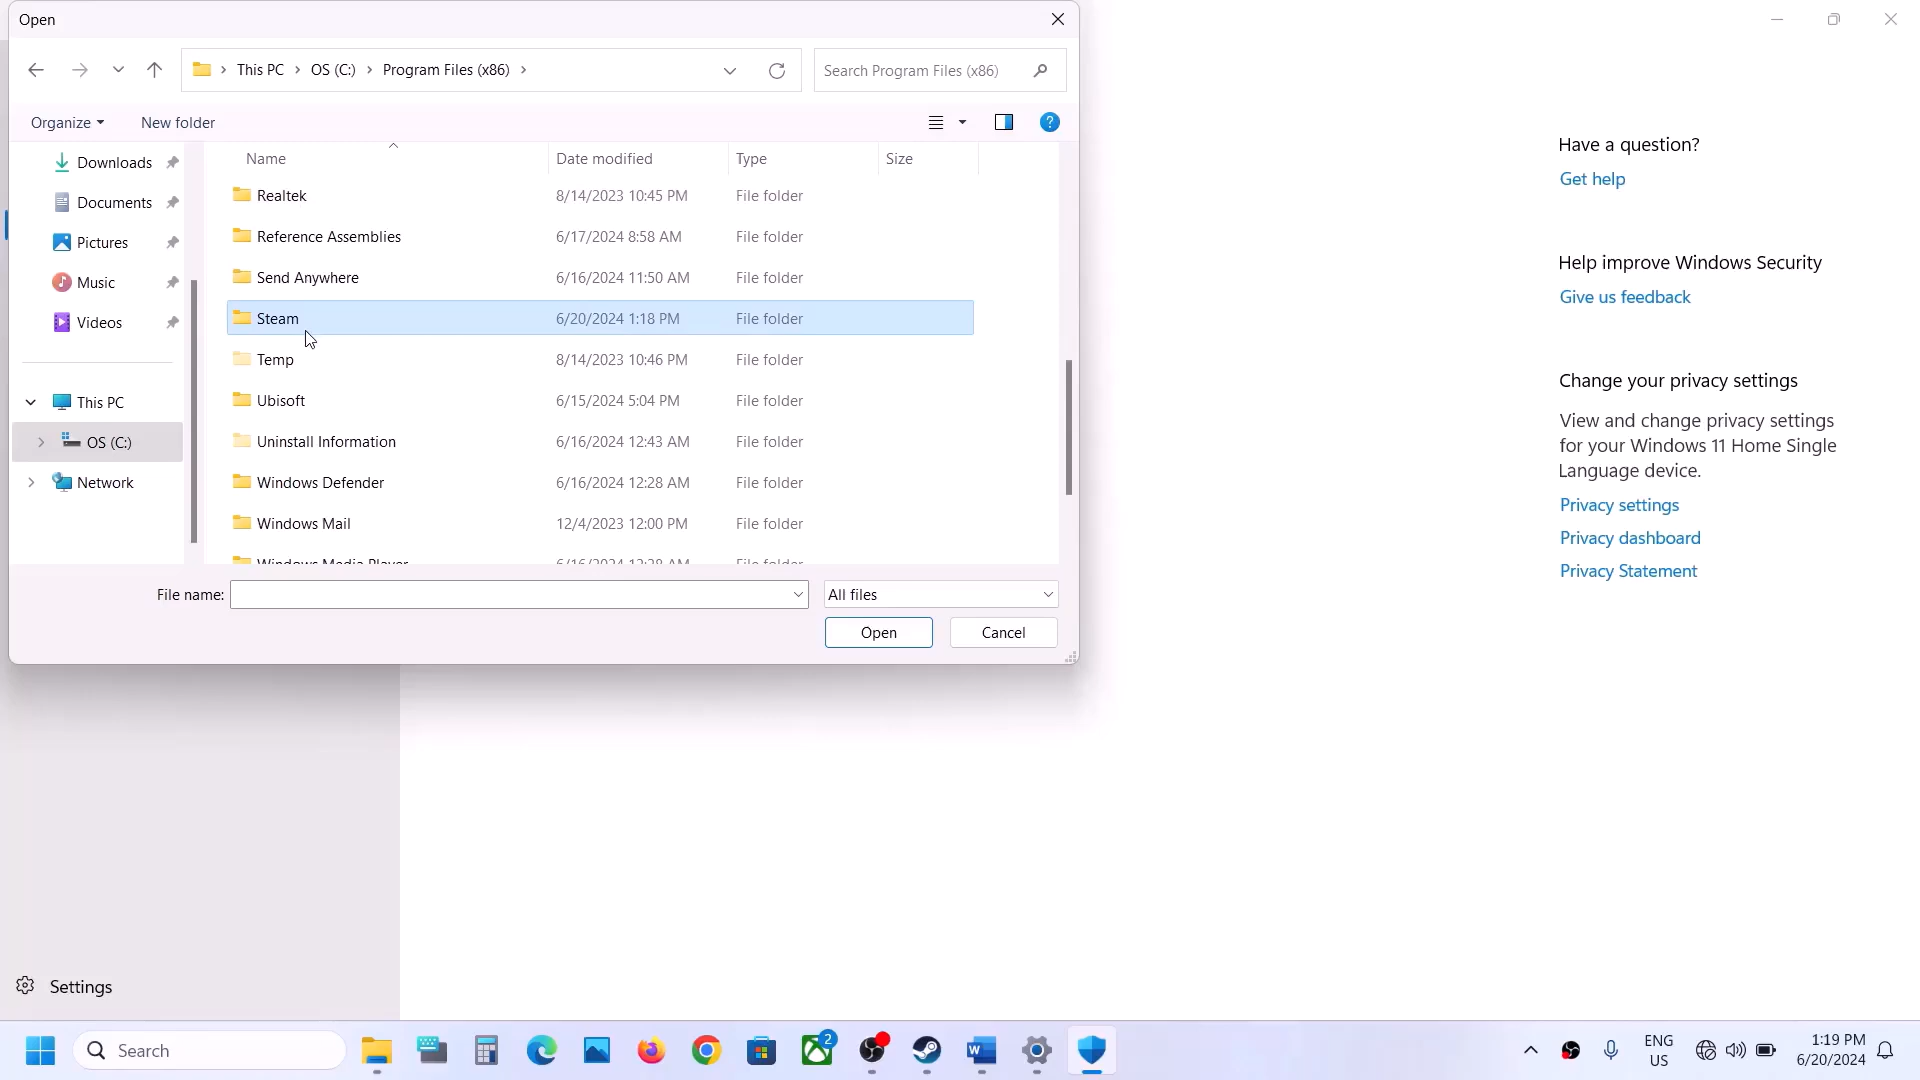 Open
This PC > OS (C:) > Program Files (x86) >
Search Program Files (x86)
Organize
New folder
Name
Date modified
Type
Size
Downloads
Documents
Pictures
Music
Videos
This PC
OS (C:)
Network
Realtek 8/14/2023 10:45 PM File folder
Reference Assemblies 6/17/2024 8:58 AM File folder
Send Anywhere 6/16/2024 11:50 AM File folder
Steam 6/20/2024 1:18 PM File folder
Temp 8/14/2023 10:46 PM File folder
Ubisoft 6/15/2024 5:04 PM File folder
Uninstall Information 6/16/2024 12:43 AM File folder
Windows Defender 6/16/2024 12:28 AM File folder
Windows Mail 12/4/2023 12:00 PM File folder
Windows Media Player 6/16/2024 12:28 AM File folder
File name:
All files
Open
Cancel
Have a question?
Get help
Help improve Windows Security
Give us feedback
Change your privacy settings
View and change privacy settings
for your Windows 11 Home Single
Language device.
Privacy settings
Privacy dashboard
Privacy Statement
Settings
Search
2
ENG
US
1:19 PM
6/20/2024